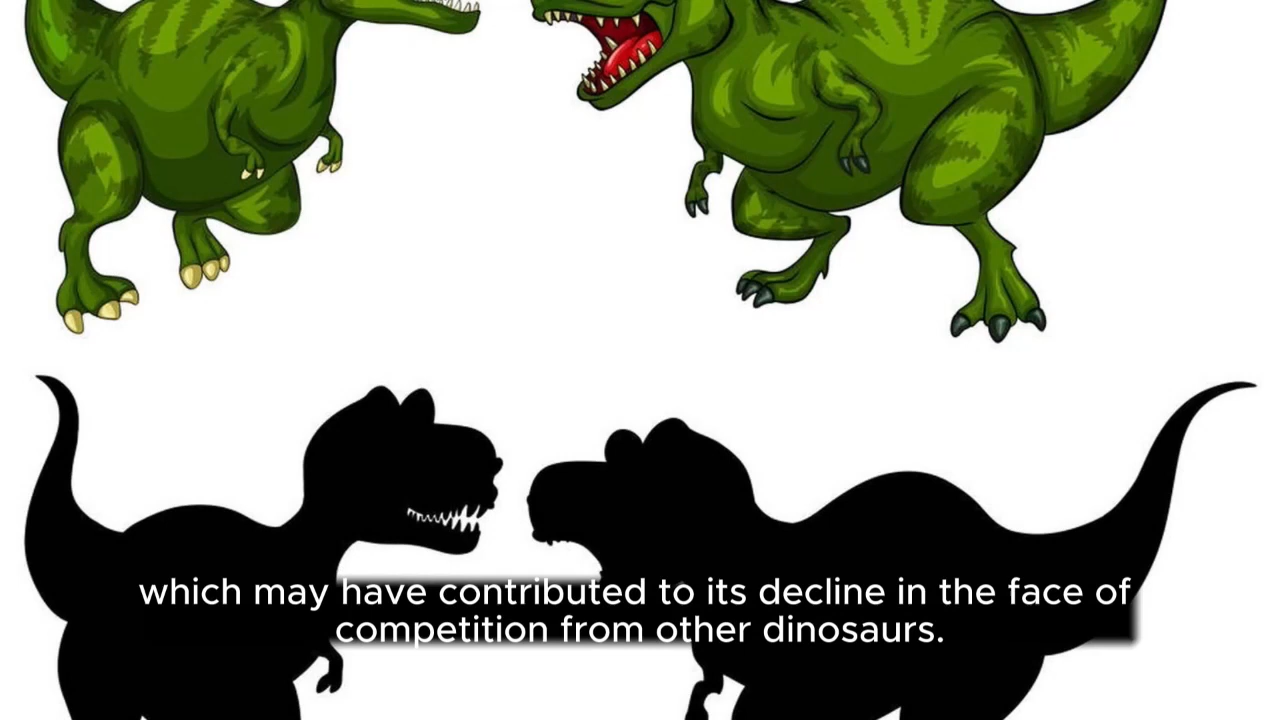 which may have contributed to its decline in the face of
competition from other dinosaurs.